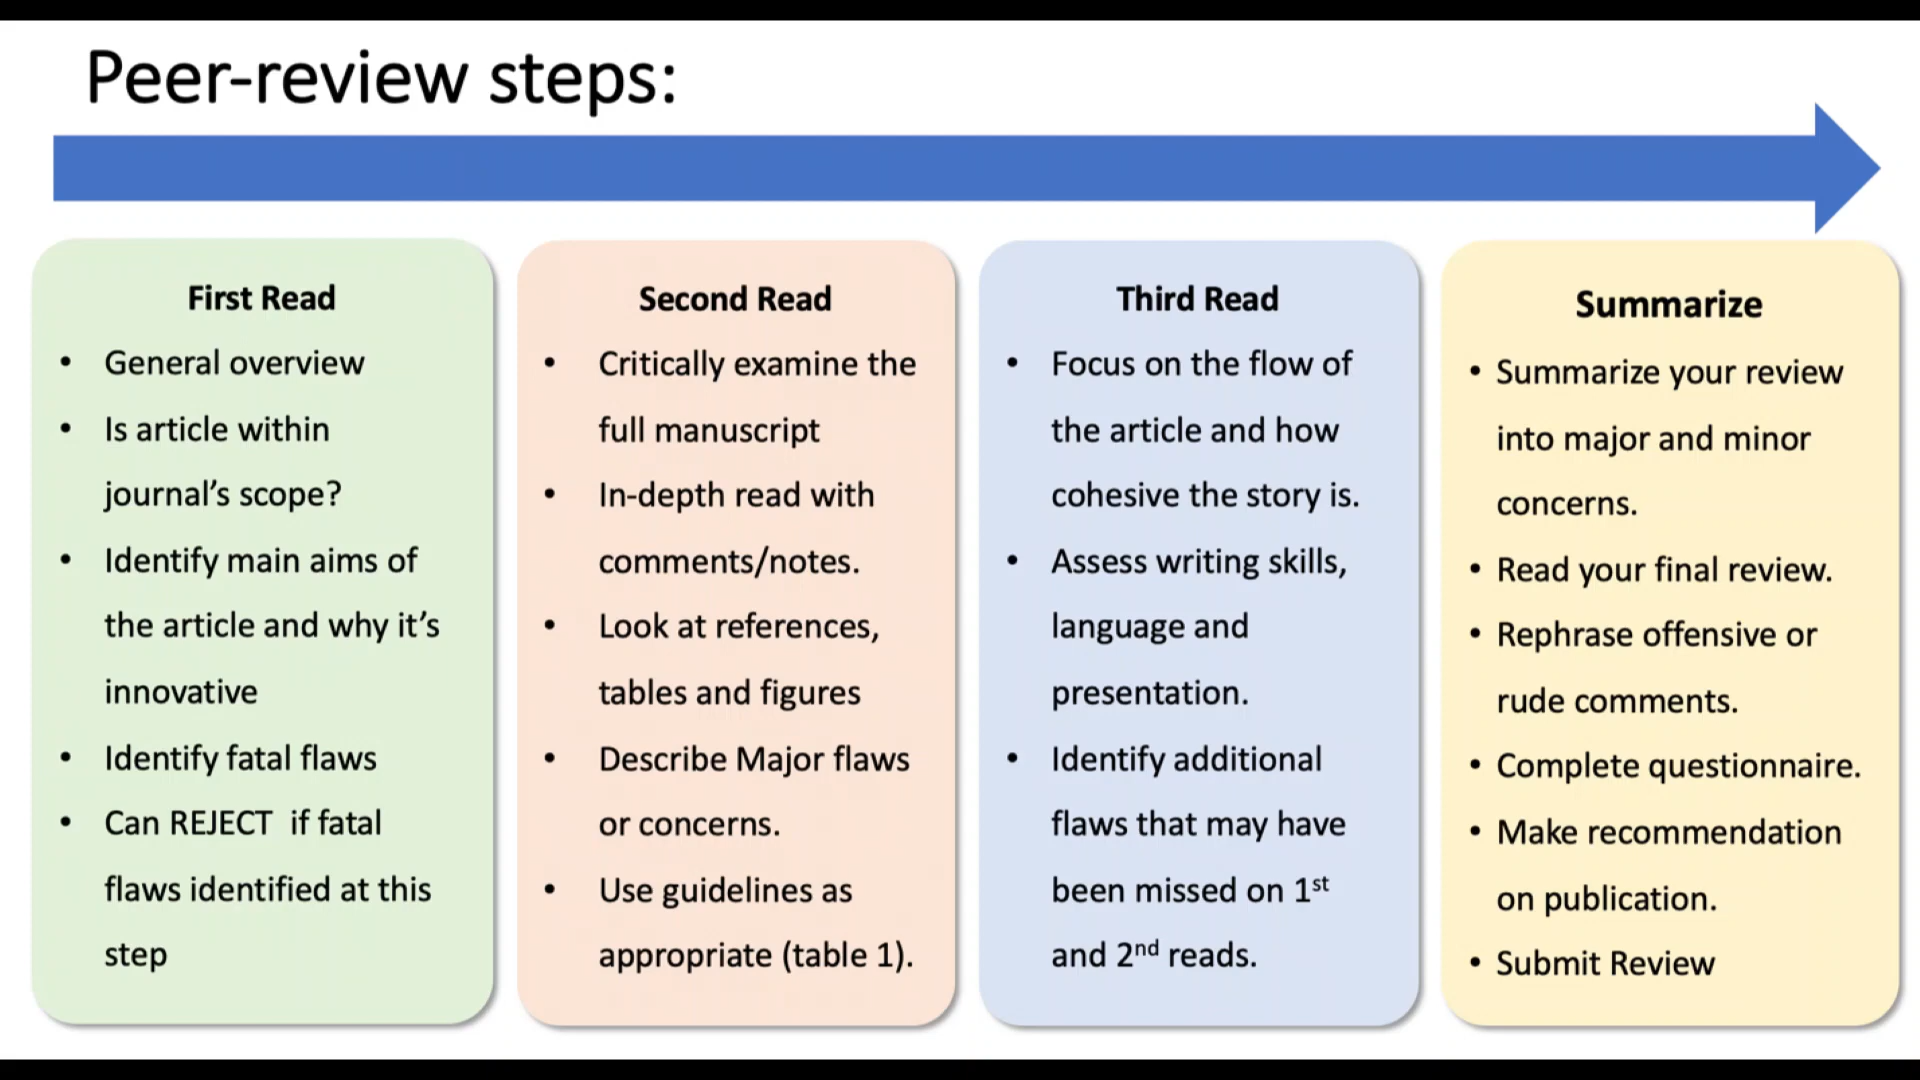 Peer-review steps:
First Read
• General overview
• Is article within
journal's scope?
• Identify main aims of
the article and why it's
innovative
• Identify fatal flaws
• Can REJECT if fatal
flaws identified at this
step
Second Read
• Critically examine the
full manuscript
• In-depth read with
comments/notes.
• Look at references,
tables and figures
• Describe Major flaws
or concerns.
• Use guidelines as
appropriate (table 1).
Third Read
• Focus on the flow of
the article and how
cohesive the story is.
• Assess writing skills,
language and
presentation.
• Identify additional
flaws that may have
been missed on 1st
and 2nd reads.
Summarize
• Summarize your review
into major and minor
concerns.
• Read your final review.
• Rephrase offensive or
rude comments.
• Complete questionnaire.
• Make recommendation
on publication.
• Submit Review